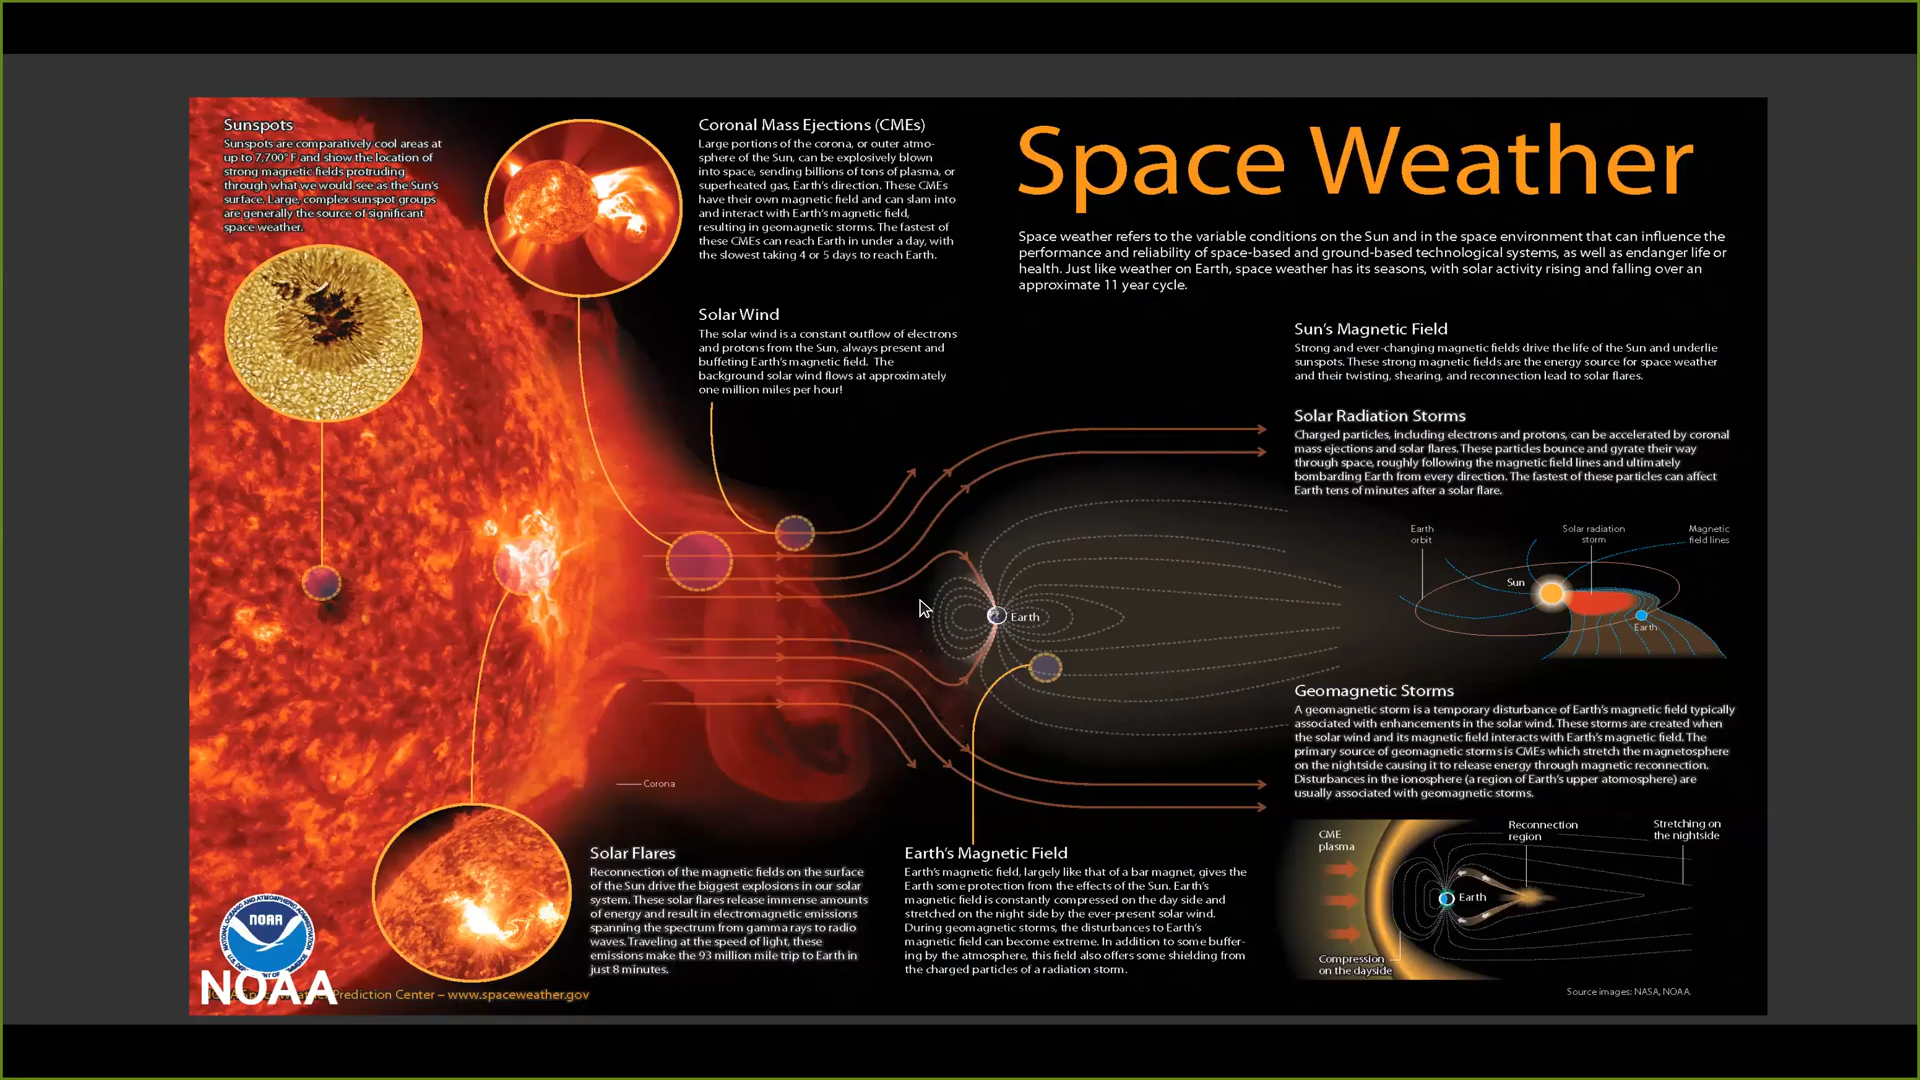 Sunspots
Sunspots are comparatively cool areas at
up to 7,700° F and show the location of
strong magnetic fields protruding
through what we would see as the Sun's
surface. Large, complex sunspot groups
are generally the source of significant
space weather.
Coronal Mass Ejections (CMEs)
Large portions of the corona, or outer atmo-
sphere of the Sun, can be explosively blown
into space, sending billions of tons of plasma, or
superheated gas, Earth's direction. These CMEs
have their own magnetic field and can slam into
and interact with Earth's magnetic field,
resulting in geomagnetic storms. The fastest of
these CMEs can reach Earth in under a day, with
the slowest taking 4 or 5 days to reach Earth.
Solar Wind
The solar wind is a constant outflow of electrons
and protons from the Sun, always present and
buffeting Earth's magnetic field. The
background solar wind flows at approximately
one million miles per hour!
Space Weather
Space weather refers to the variable conditions on the Sun and in the space environment that can influence the
performance and reliability of space-based and ground-based technological systems, as well as endanger life or
health. Just like weather on Earth, space weather has its seasons, with solar activity rising and falling over an
approximate 11 year cycle.
Sun's Magnetic Field
Strong and ever-changing magnetic fields drive the life of the Sun and underlie
sunspots. These strong magnetic fields are the energy source for space weather
and their twisting, shearing, and reconnection lead to solar flares.
Solar Radiation Storms
Charged particles, including electrons and protons, can be accelerated by coronal
mass ejections and solar flares. These particles bounce and gyrate their way
through space, roughly following the magnetic field lines and ultimately
bombarding Earth from every direction. The fastest of these particles can affect
Earth tens of minutes after a solar flare.
Earth
orbit
Solar radiation
storm
Magnetic
field lines
Sun
Earth
Earth
Geomagnetic Storms
A geomagnetic storm is a temporary disturbance of Earth's magnetic field typically
associated with enhancements in the solar wind. These storms are created when
the solar wind and its magnetic field interacts with Earth's magnetic field. The
primary source of geomagnetic storms is CMEs which stretch the magnetosphere
on the nightside causing it to release energy through magnetic reconnection.
Disturbances in the ionosphere (a region of Earth's upper atomosphere) are
usually associated with geomagnetic storms.
CME
plasma
Reconnection
region
Stretching on
the nightside
Earth
Compression
on the dayside
Corona
Solar Flares
Reconnection of the magnetic fields on the surface
of the Sun drive the biggest explosions in our solar
system. These solar flares release immense amounts
of energy and result in electromagnetic emissions
spanning the spectrum from gamma rays to radio
waves. Traveling at the speed of light, these
emissions make the 93 million mile trip to Earth in
just 8 minutes.
Earth's Magnetic Field
Earth's magnetic field, largely like that of a bar magnet, gives the
Earth some protection from the effects of the Sun. Earth's
magnetic field is constantly compressed on the day side and
stretched on the night side by the ever-present solar wind.
During geomagnetic storms, the disturbances to Earth's
magnetic field can become extreme. In addition to some buffer-
ing by the atmosphere, this field also offers some shielding from
the charged particles of a radiation storm.
NOAA
NOAA
Prediction Center – www.spaceweather.gov
Source images: NASA, NOAA.